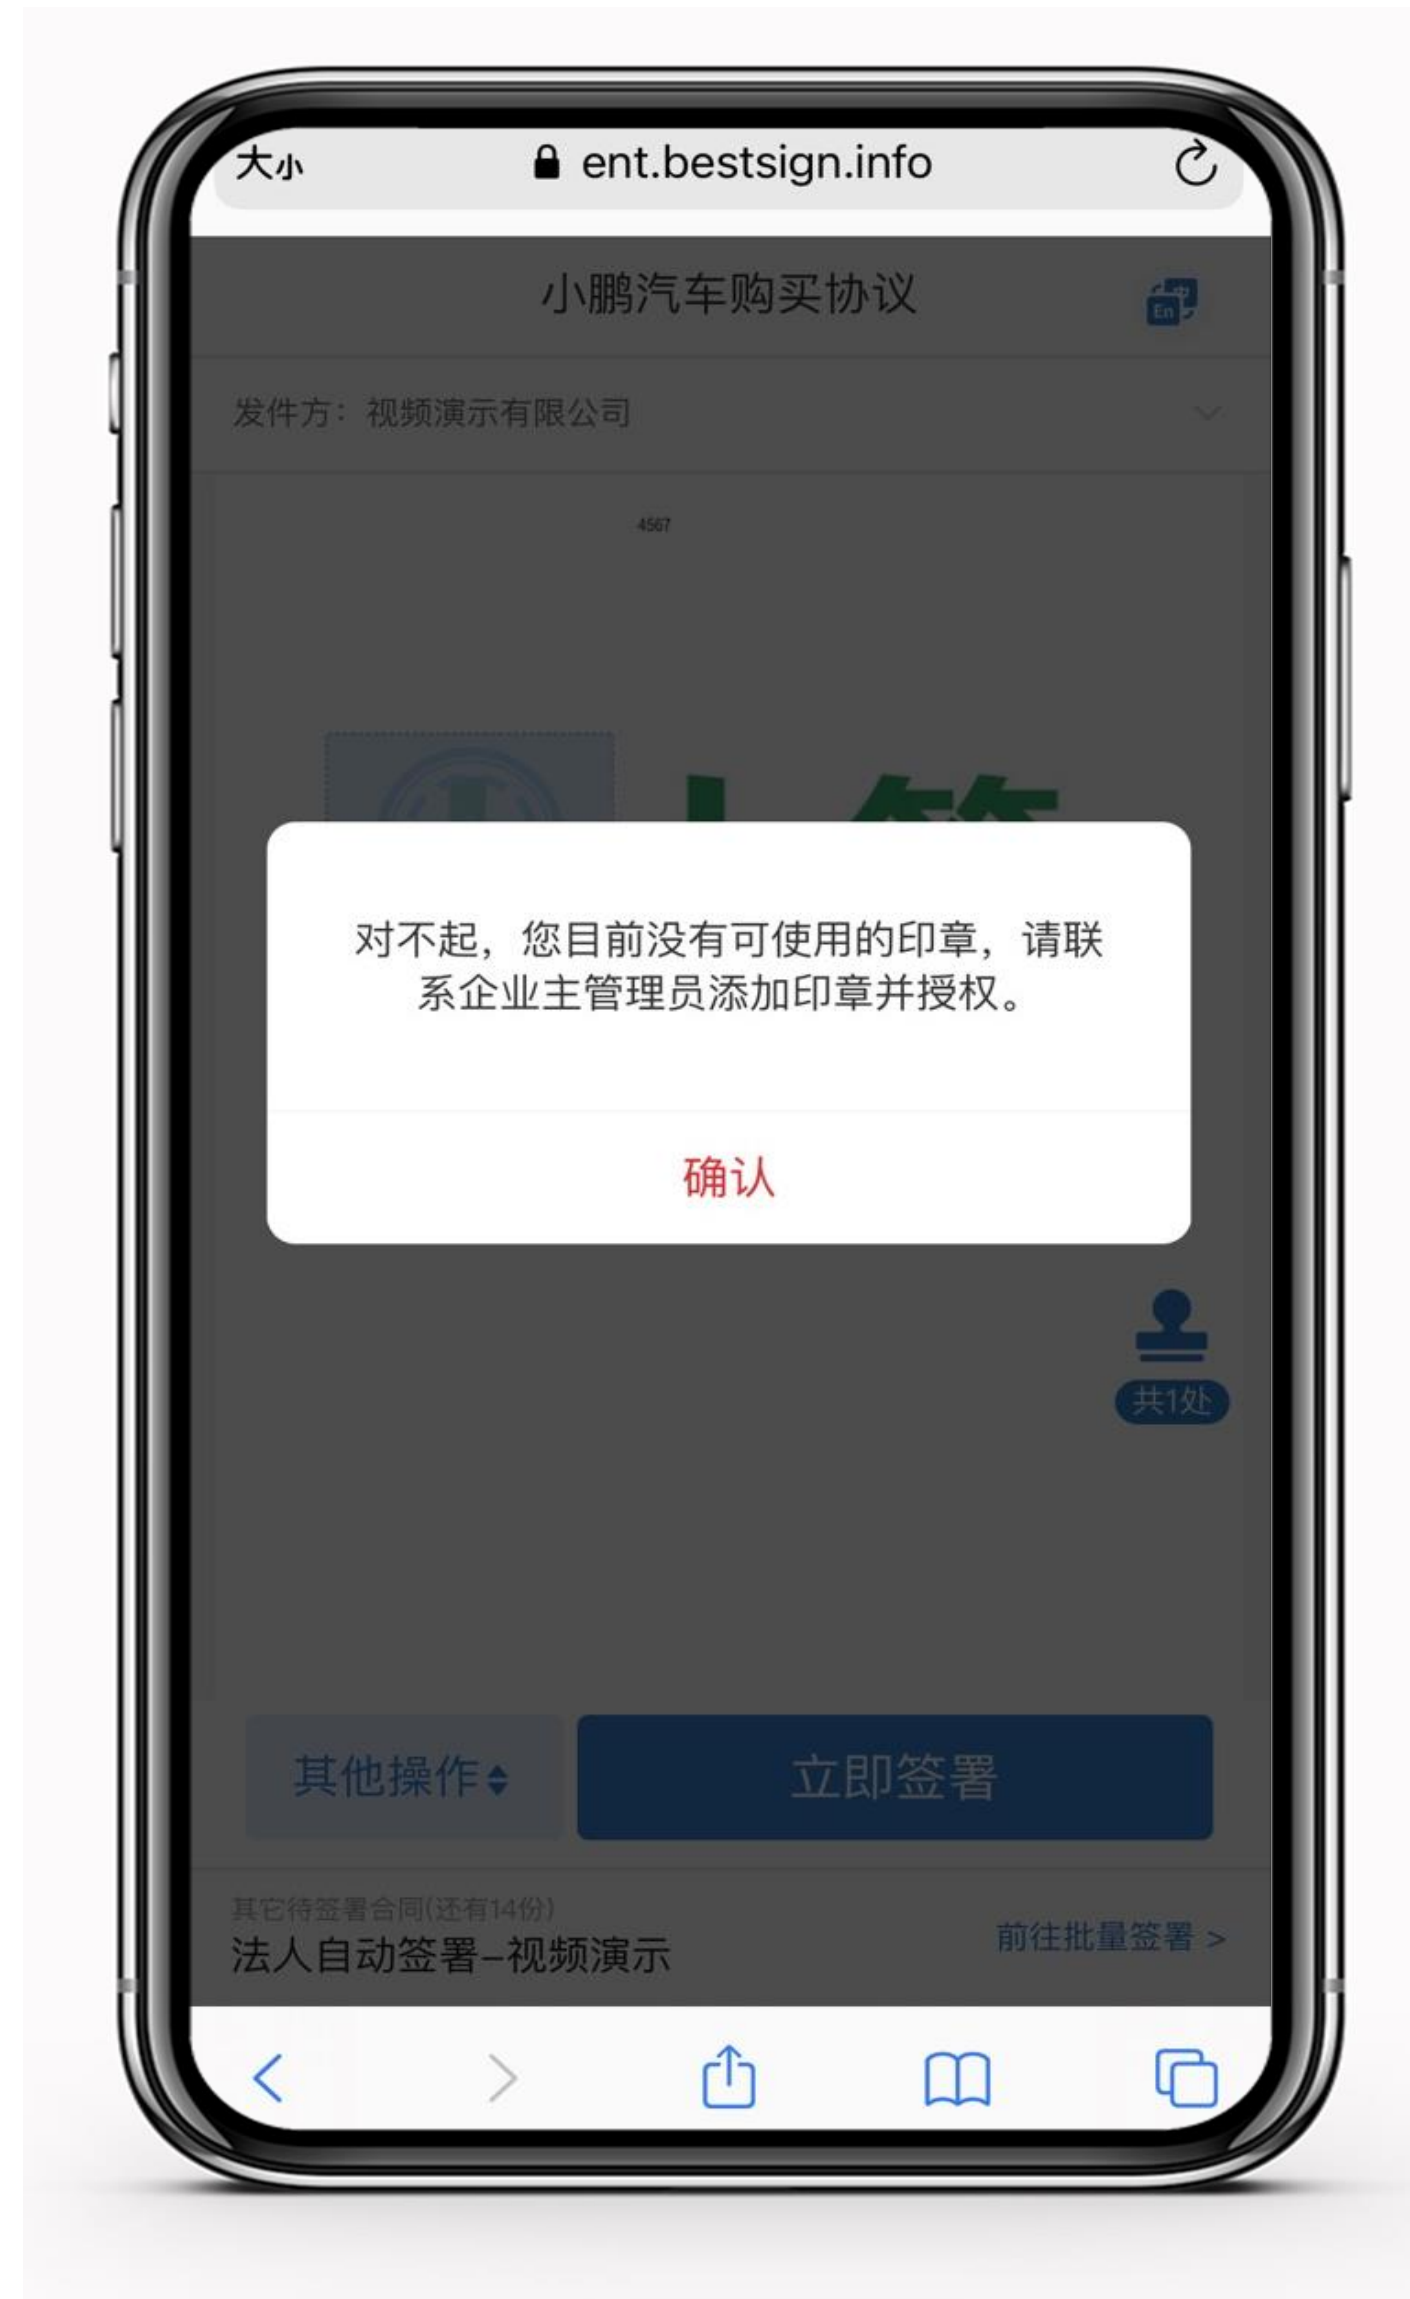 大小
ent.bestsign.info
小鹏汽车购买协议
中
En
发件方：视频演示有限公司
4567
对不起，您目前没有可使用的印章，请联
系企业主管理员添加印章并授权。
确认
共1处
其他操作
立即签署
其它待签署合同(还有14份)
法人自动签署–视频演示
前往批量签署 >